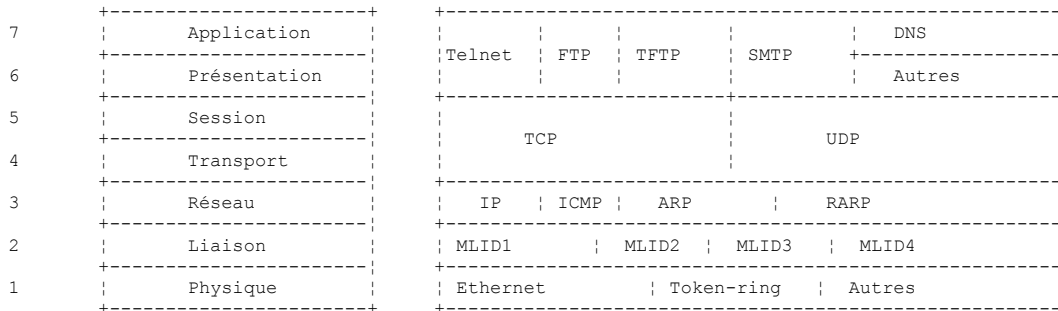 7 Application DNS
Telnet FTP TFTP SMTP
6 Présentation Autres
5 Session
TCP UDP
4 Transport
3 Réseau IP ICMP ARP RARP
2 Liaison MLID1 MLID2 MLID3 MLID4
1 Physique Ethernet Token-ring Autres